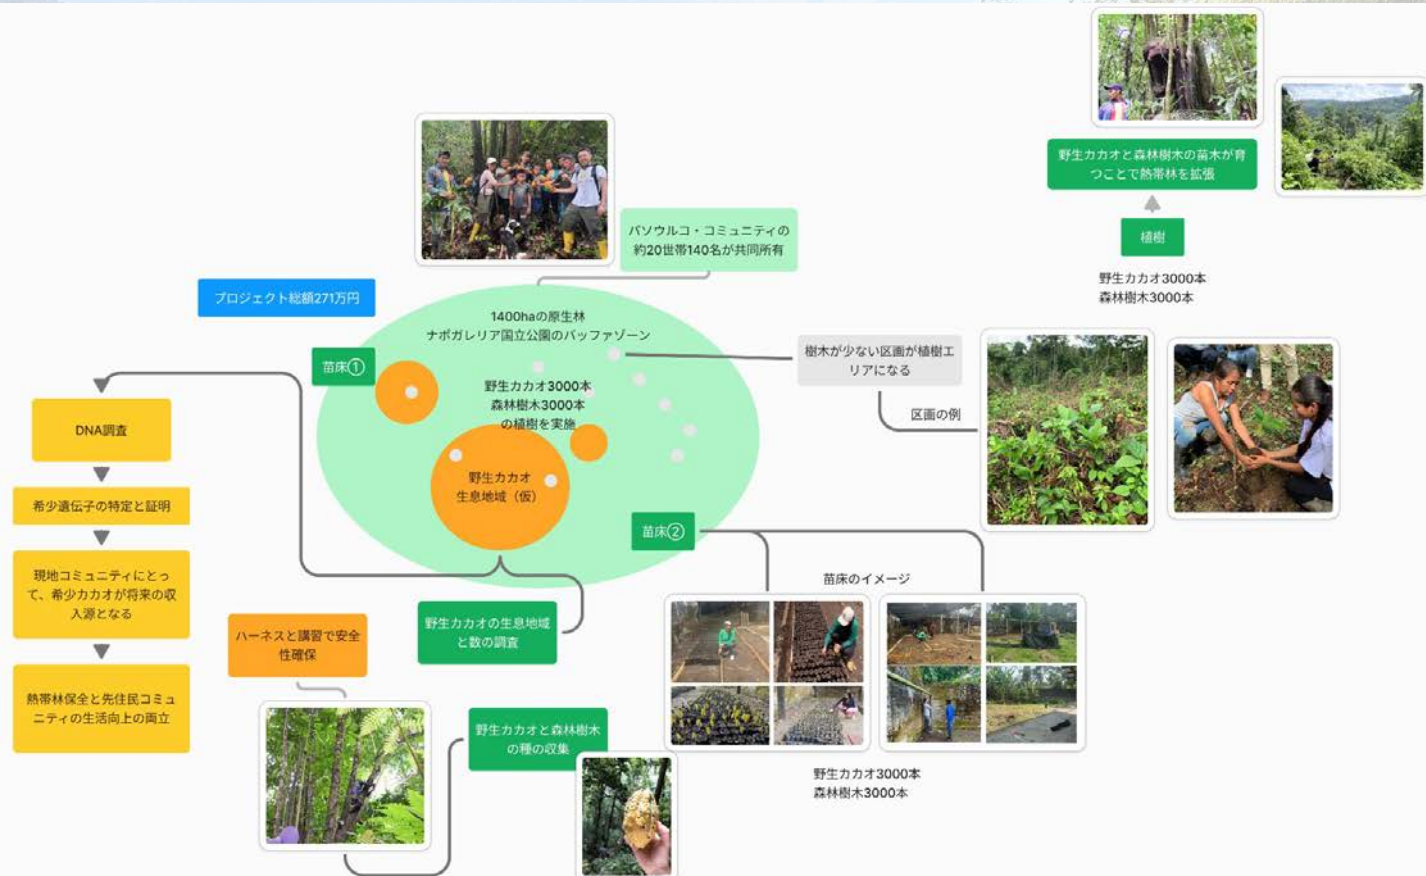 野生カカオと森林樹木の苗木が育
つことで熱帯林を拡張
植樹
野生カカオ3000本
森林樹木3000本
パソウルコ・コミュニティの
約20世帯140名が共同所有
プロジェクト総額271万円
1400haの原生林
ナポガレリア国立公園のバッファゾーン
苗床①
野生カカオ3000本
森林樹木3000本
の植樹を実施
樹木が少ない区画が植樹エ
リアになる
区画の例
野生カカオ
生息地域（仮）
苗床②
苗床のイメージ
野生カカオ3000本
森林樹木3000本
DNA調査
希少遺伝子の特定と証明
現地コミュニティにとっ
て、希少カカオが将来の収
入源となる
熱帯林保全と先住民コミュ
ニティの生活向上の両立
ハーネスと講習で安全
性確保
野生カカオの生息地域
と数の調査
野生カカオと森林樹木
の種の収集